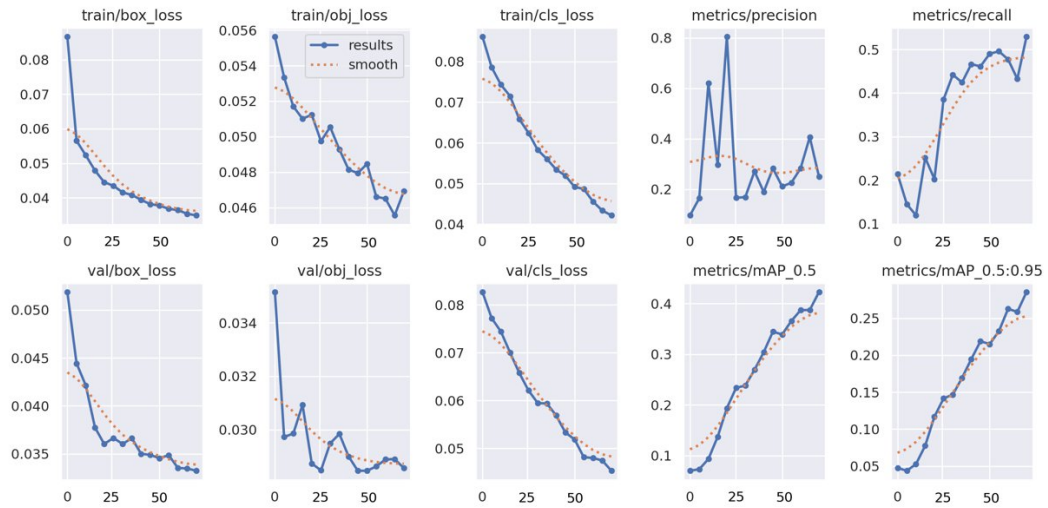 train/box_loss
train/obj_loss
train/cls_loss
metrics/precision
metrics/recall
0.08
0.07
0.06
0.05
0.04
0 25 50
0.056
0.054
0.052
0.050
0.048
0.046
results
smooth
0 25 50
0.08
0.07
0.06
0.05
0.04
0 25 50
0.8
0.6
0.4
0.2
0 25 50
0.5
0.4
0.3
0.2
0.1
0 25 50
val/box_loss
val/obj_loss
val/cls_loss
metrics/mAP_0.5
metrics/mAP_0.5:0.95
0.050
0.045
0.040
0.035
0 25 50
0.034
0.032
0.030
0 25 50
0.08
0.07
0.06
0.05
0 25 50
0.4
0.3
0.2
0.1
0 25 50
0.25
0.20
0.15
0.10
0.05
0 25 50